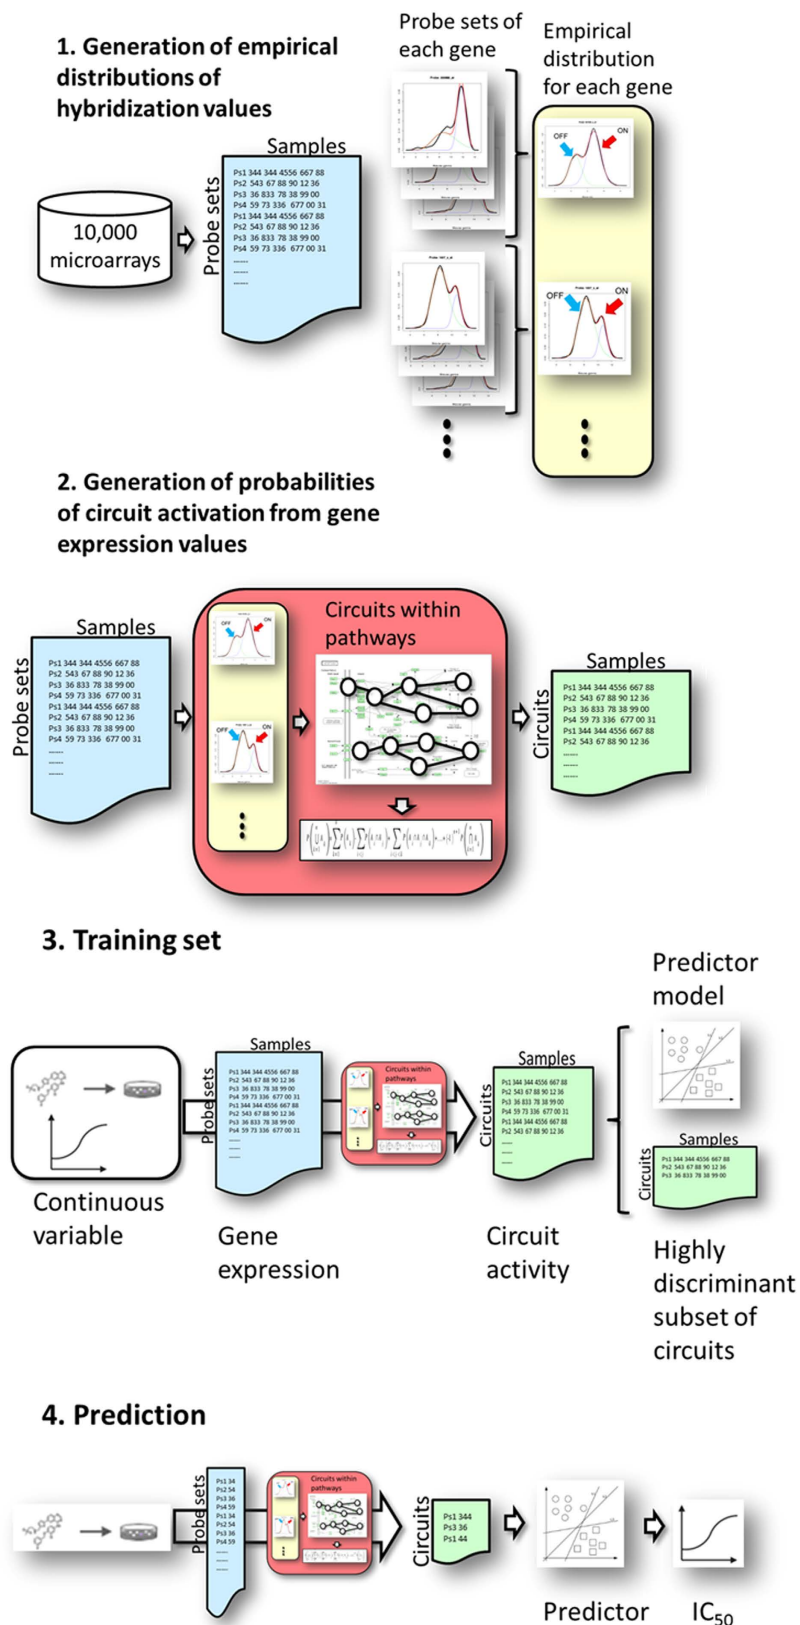 1. Generation of empirical
distributions of
hybridization values
Probe sets of
each gene
Empirical
distribution
for each gene
Samples
Probe sets
10,000
microarrays
Ps1 344 344 4556 667 88
Ps2 543 67 88 90 12 36
Ps3 36 833 78 38 99 00
Ps4 59 73 336 677 00 31
Ps1 344 344 4556 667 88
Ps2 543 67 88 90 12 36
Ps3 36 833 78 38 99 00
Ps4 59 73 336 677 00 31
OFF
ON
OFF
ON
2. Generation of probabilities
of circuit activation from gene
expression values
Samples
Probe sets
Ps1 344 344 4556 667 88
Ps2 543 67 88 90 12 36
Ps3 36 833 78 38 99 00
Ps4 59 73 336 677 00 31
Ps1 344 344 4556 667 88
Ps2 543 67 88 90 12 36
Ps3 36 833 78 38 99 00
Ps4 59 73 336 677 00 31
OFF
ON
OFF
ON
Circuits within
pathways
Samples
Circuits
Ps1 344 344 4556 667 88
Ps2 543 67 88 90 12 36
Ps3 36 833 78 38 99 00
Ps4 59 73 336 677 00 31
Ps1 344 344 4556 667 88
Ps2 543 67 88 90 12 36
3. Training set
Continuous
variable
Samples
Probe sets
Ps1 344 344 4556 667 88
Ps2 543 67 88 90 12 36
Ps3 36 833 78 38 99 00
Ps4 59 73 336 677 00 31
Ps1 344 344 4556 667 88
Ps2 543 67 88 90 12 36
Ps3 36 833 78 38 99 00
Ps4 59 73 336 677 00 31
Gene
expression
Circuits within
pathways
Samples
Circuits
Ps1 344 344 4556 667 88
Ps2 543 67 88 90 12 36
Ps3 36 833 78 38 99 00
Ps4 59 73 336 677 00 31
Ps1 344 344 4556 667 88
Ps2 543 67 88 90 12 36
Circuit
activity
Predictor
model
Samples
Circuits
Ps1 344 344 4556 667 88
Ps2 543 67 88 90 12 36
Ps3 36 833 78 38 99 00
Highly
discriminant
subset of
circuits
4. Prediction
Probe sets
Ps1 34
Ps2 54
Ps3 36
Ps4 59
Ps1 34
Ps2 54
Ps3 36
Ps4 59
Circuits within
pathways
Circuits
Ps1 344
Ps3 36
Ps1 44
Predictor
IC50